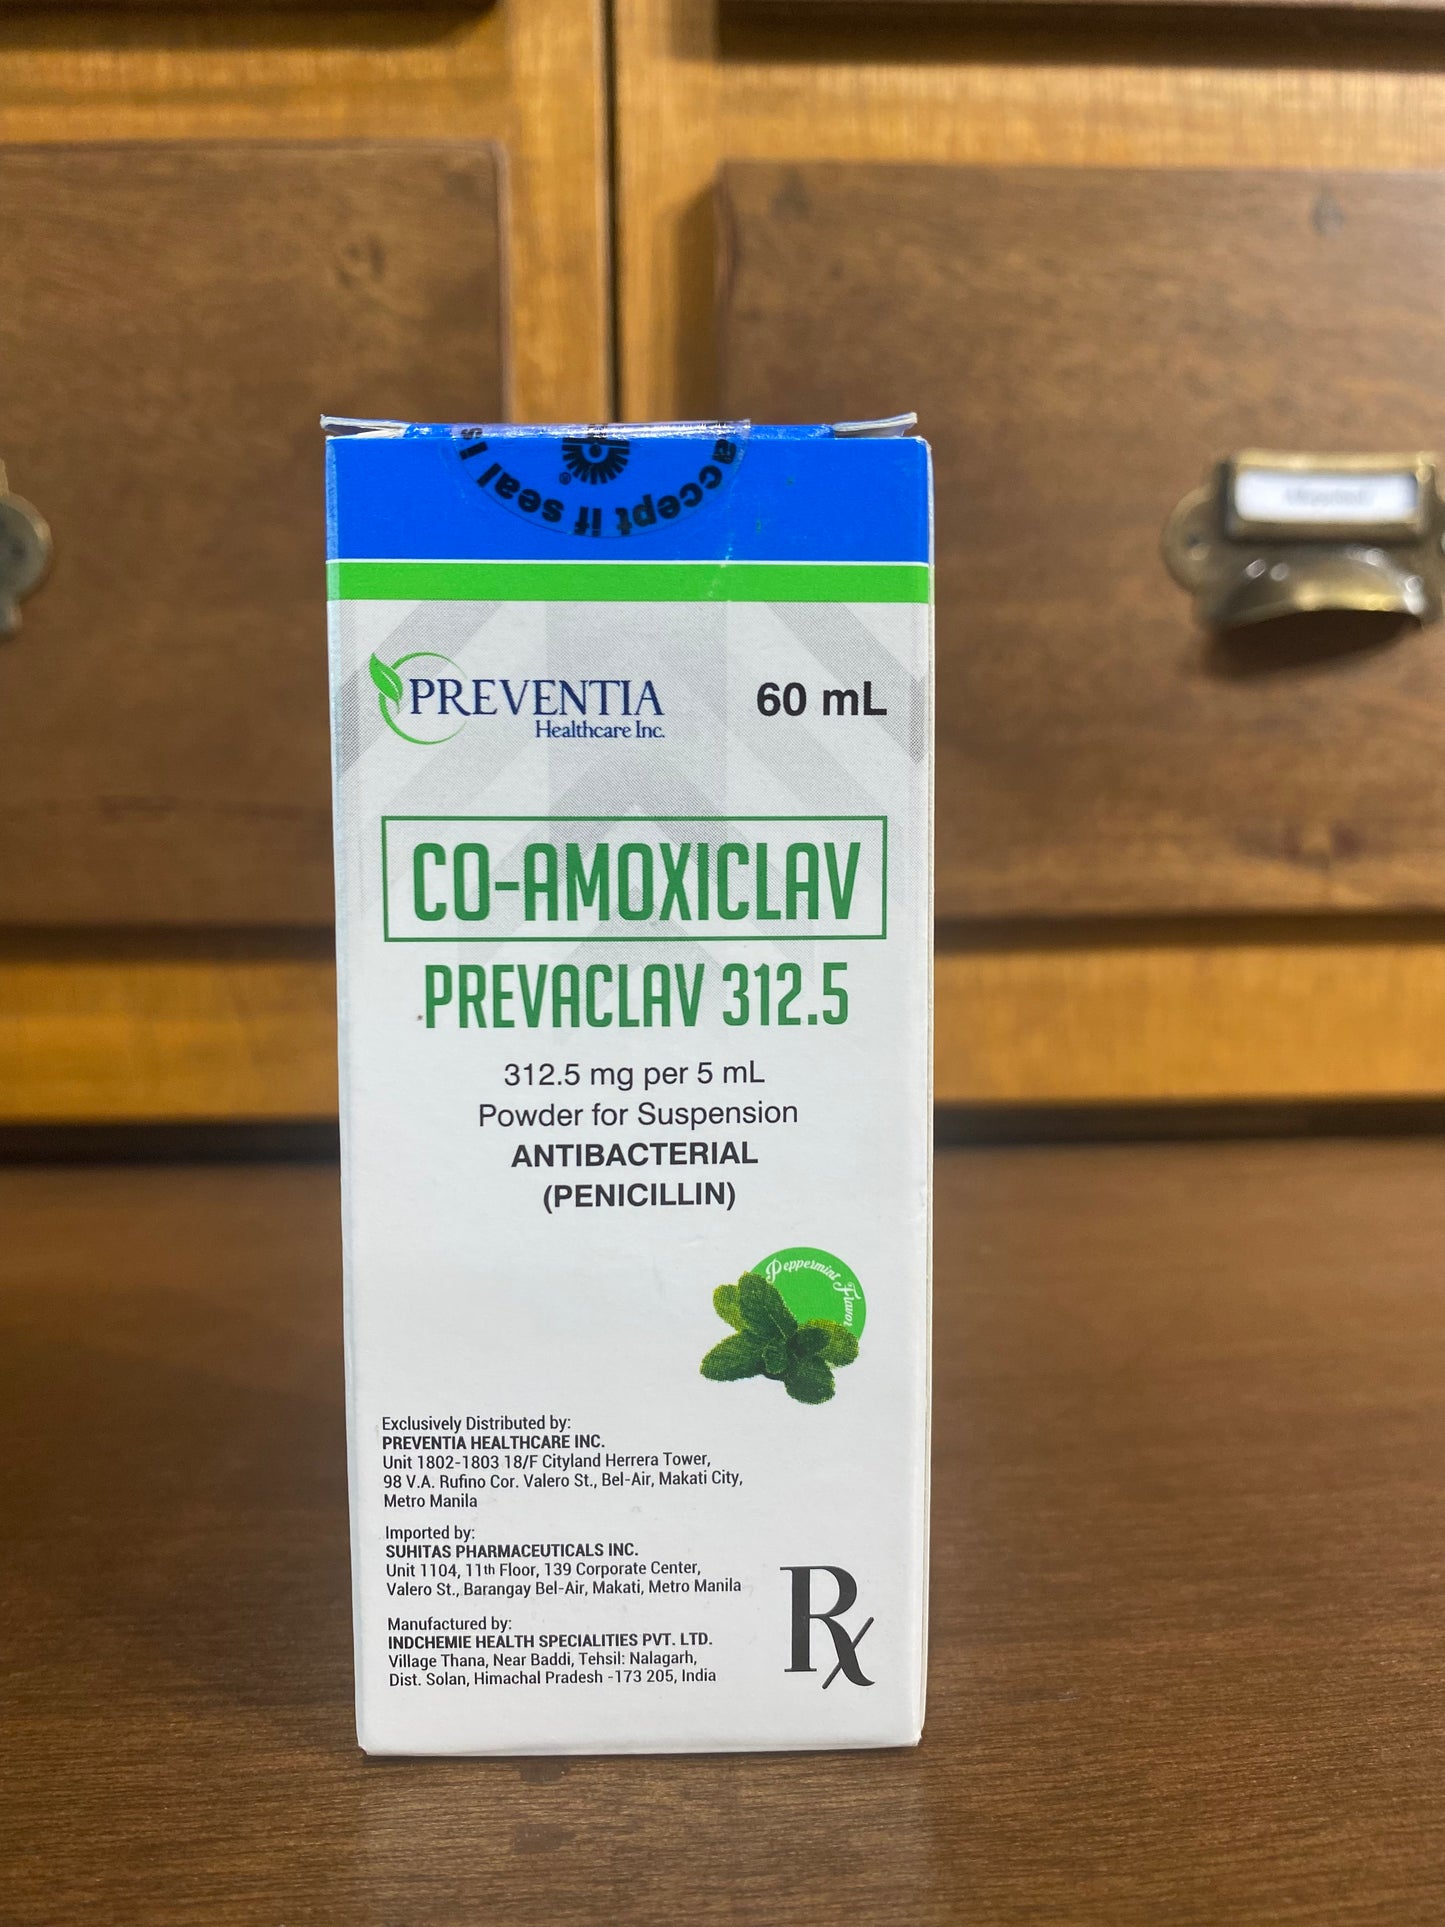 accept if seal is
PREVENTIA
Healthcare Inc.
60 mL
CO-AMOXICLAV
PREVACLAV 312.5
312.5 mg per 5 mL
Powder for Suspension
ANTIBACTERIAL
(PENICILLIN)
Peppermint Flavor
Exclusively Distributed by:
PREVENTIA HEALTHCARE INC.
Unit 1802-1803 18/F Cityland Herrera Tower,
98 V.A. Rufino Cor. Valero St., Bel-Air, Makati City,
Metro Manila
Imported by:
SUHITAS PHARMACEUTICALS INC.
Unit 1104, 11th Floor, 139 Corporate Center,
Valero St., Barangay Bel-Air, Makati, Metro Manila
Manufactured by:
INDCHEMIE HEALTH SPECIALITIES PVT. LTD.
Village Thana, Near Baddi, Tehsil: Nalagarh,
Dist. Solan, Himachal Pradesh -173 205, India
Rx